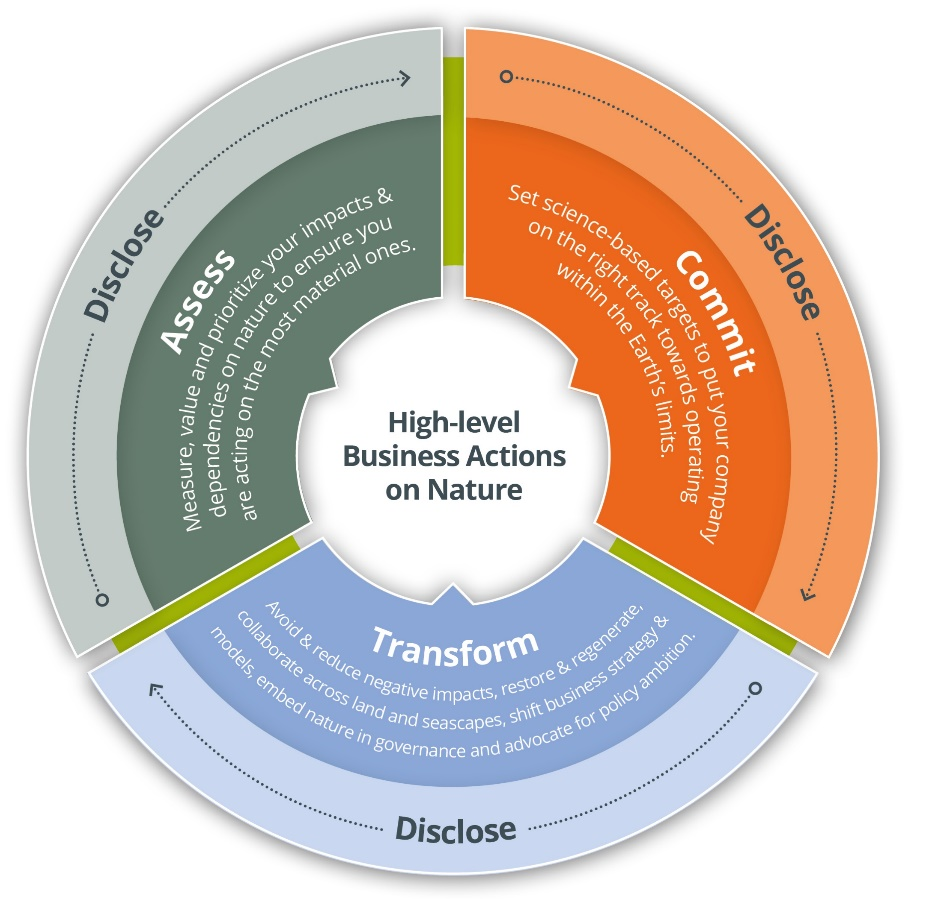 High-level
Business Actions
on Nature
Disclose
Assess
Measure, value and prioritize your impacts &
dependencies on nature to ensure you
are acting on the most material ones.
Disclose
Commit
Set science-based targets to put your company
on the right track towards operating
within the Earth's limits.
Transform
Avoid & reduce negative impacts, restore & regenerate,
collaborate across land and seascapes, shift business strategy &
models, embed nature in governance and advocate for policy ambition.
Disclose